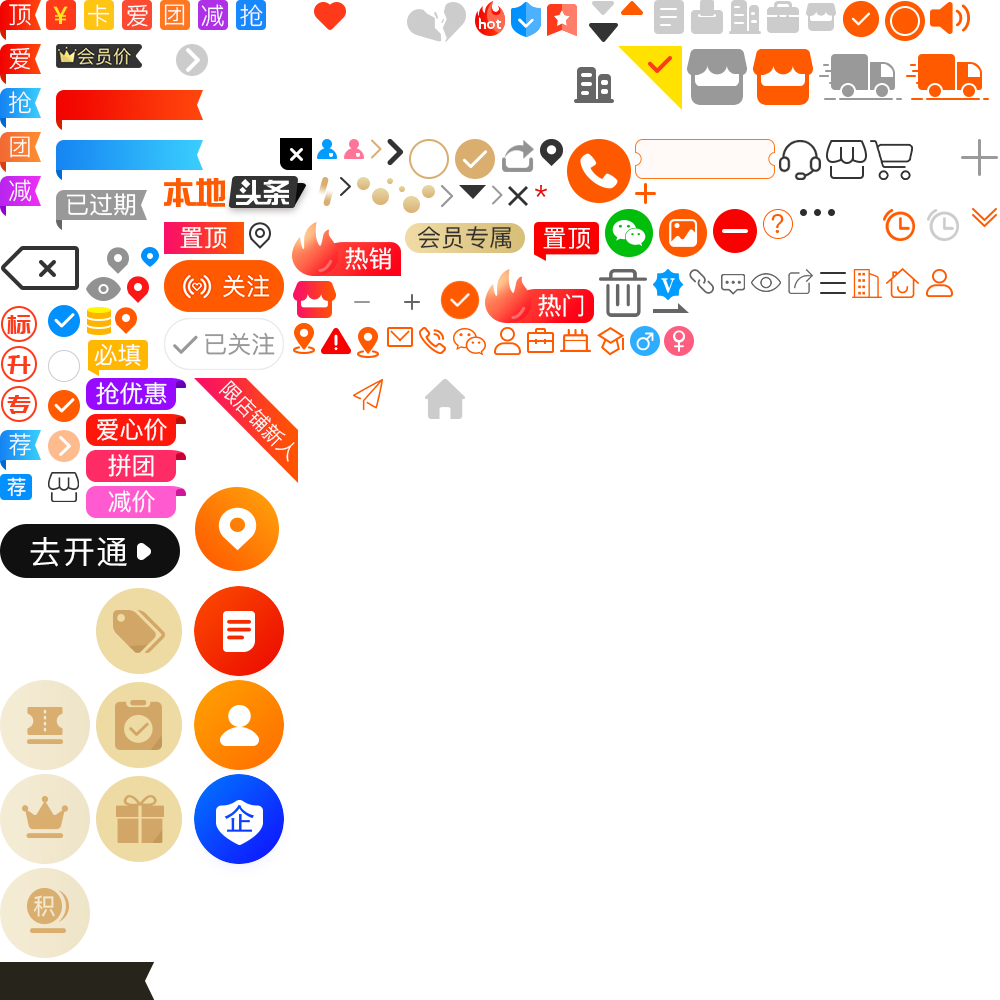 顶 ¥ 卡 爱 团 减 抢
hot
爱
会员价
抢
团
减
已过期
本地头条
置顶
会员专属
置顶
热销
关注
热门
V
标
已关注
必填
升
抢优惠
限店铺新人
专
爱心价
荐
拼团
荐
减价
去开通
企
积